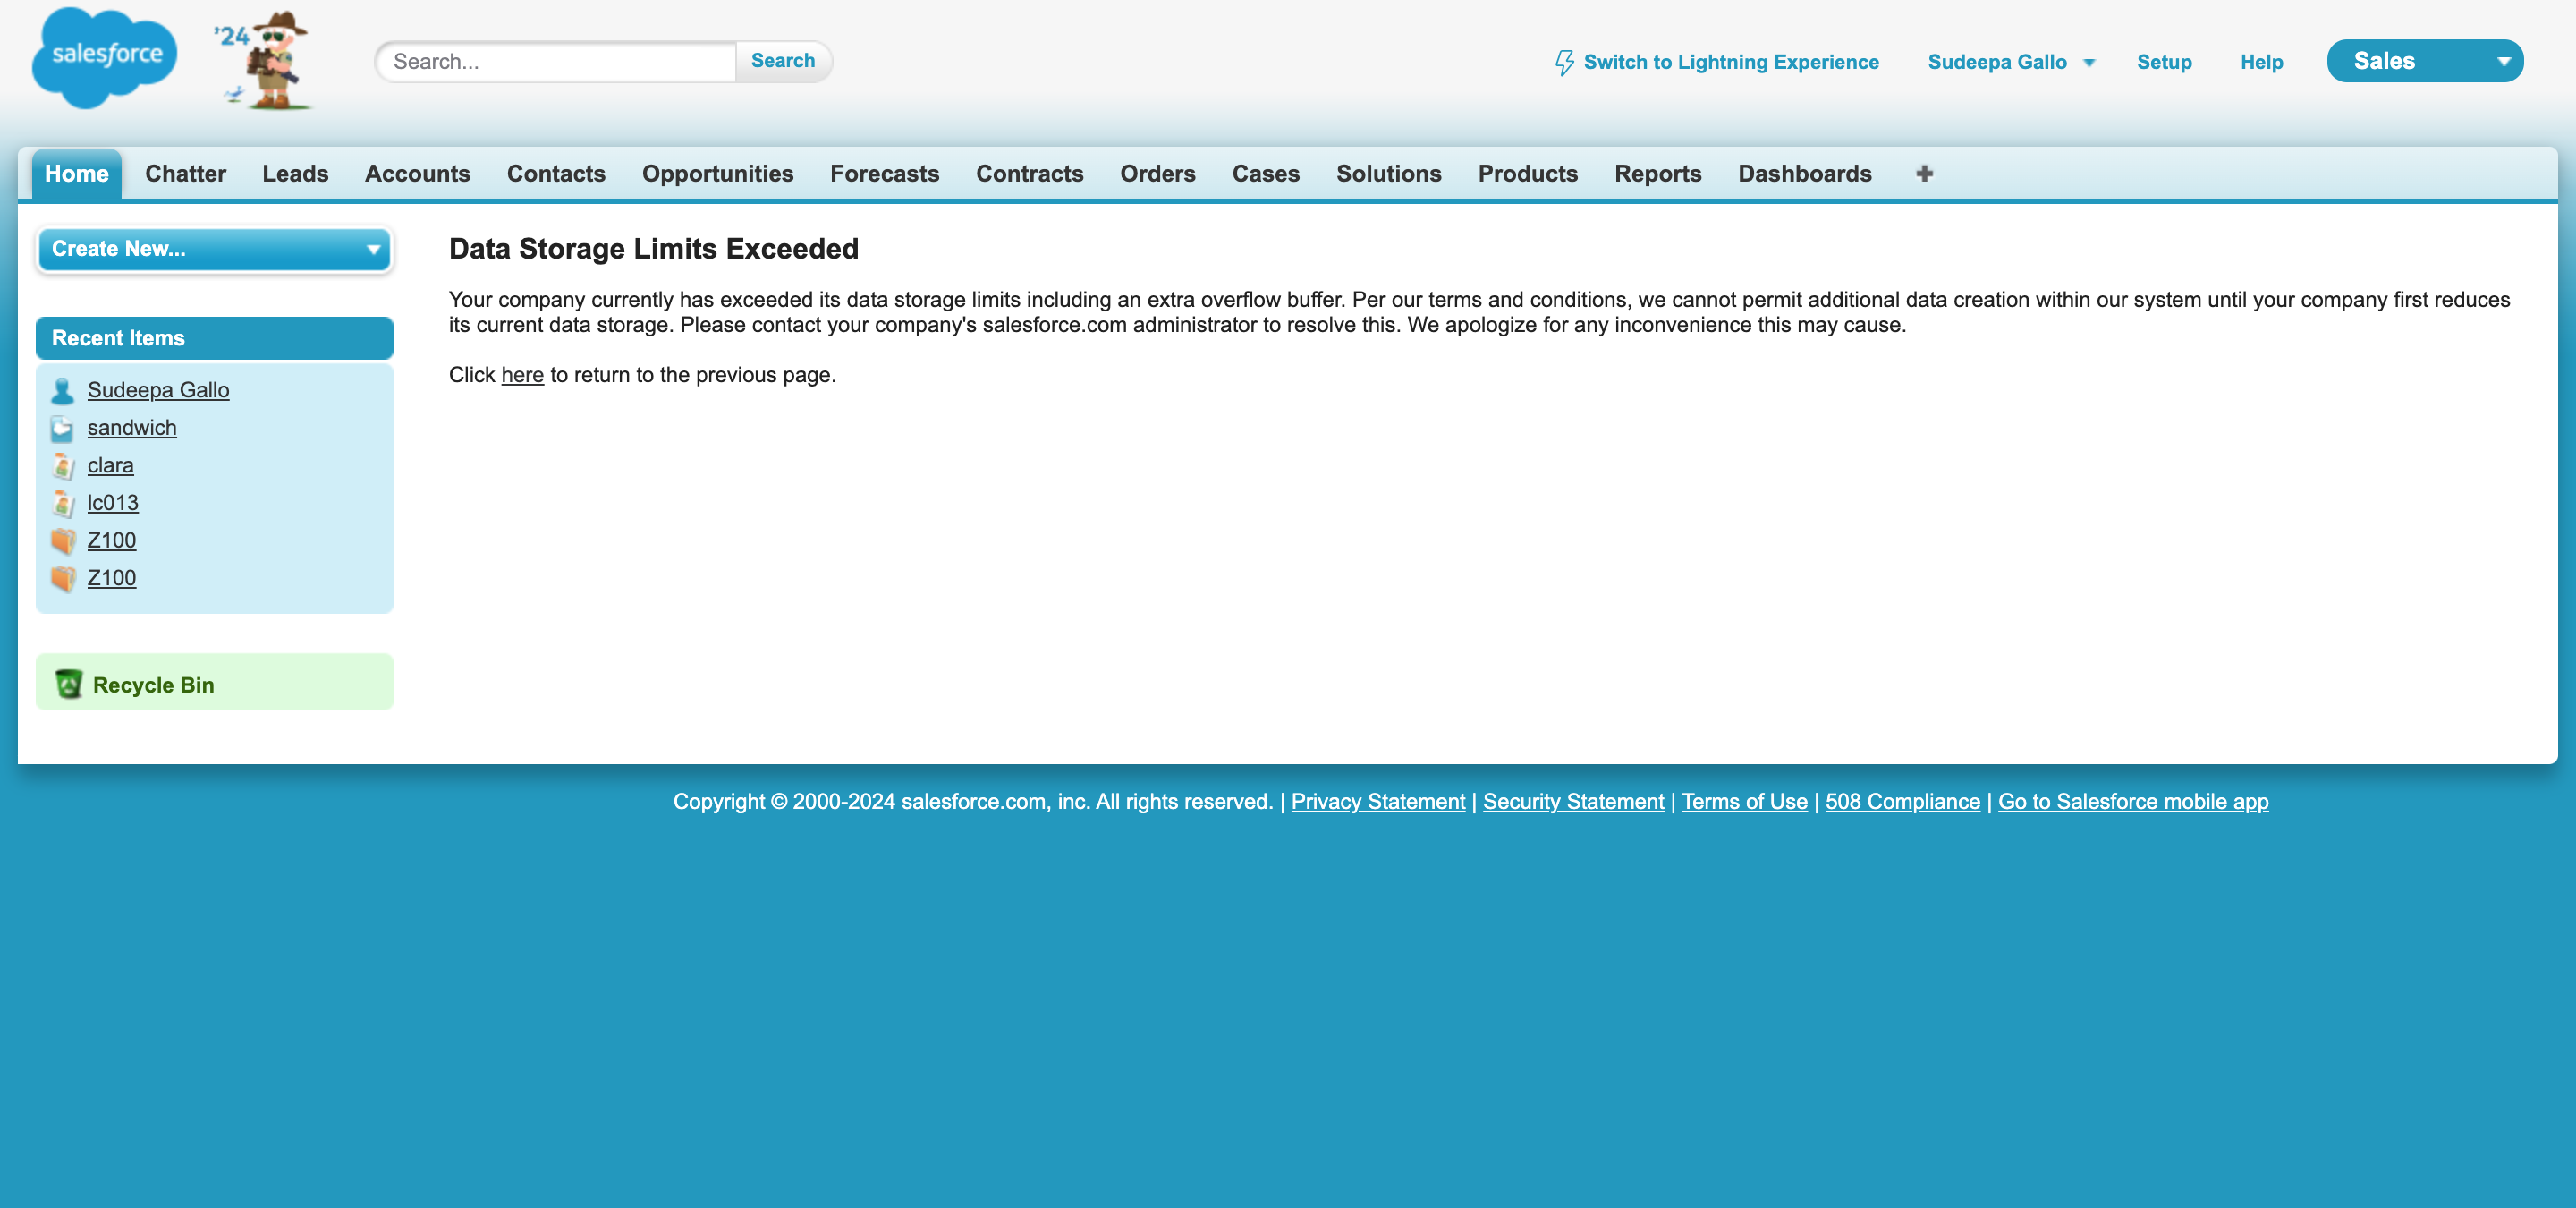 salesforce
'24
Search...
Search
Switch to Lightning Experience
Sudeepa Gallo
Setup
Help
Sales
Home
Chatter
Leads
Accounts
Contacts
Opportunities
Forecasts
Contracts
Orders
Cases
Solutions
Products
Reports
Dashboards
Create New...
Recent Items
Sudeepa Gallo
sandwich
clara
lc013
Z100
Z100
Recycle Bin
Data Storage Limits Exceeded
Your company currently has exceeded its data storage limits including an extra overflow buffer. Per our terms and conditions, we cannot permit additional data creation within our system until your company first reduces
its current data storage. Please contact your company's salesforce.com administrator to resolve this. We apologize for any inconvenience this may cause.
Click here to return to the previous page.
Copyright © 2000-2024 salesforce.com, inc. All rights reserved. | Privacy Statement | Security Statement | Terms of Use | 508 Compliance | Go to Salesforce mobile app